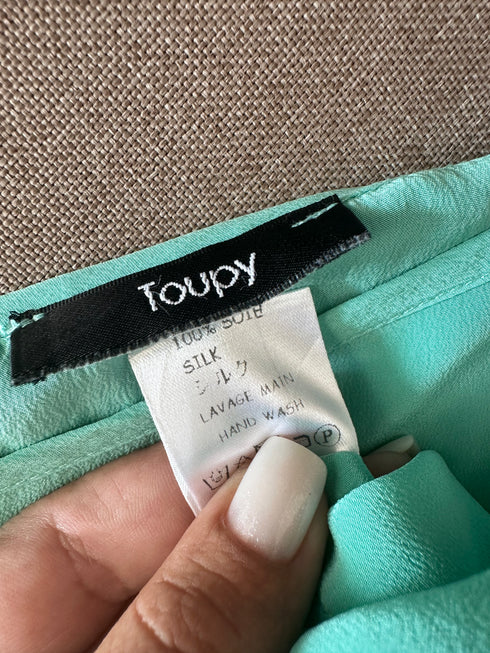 Toupy
100% SOIE
SILK
シルク
LAVAGE MAIN
HAND WASH
P